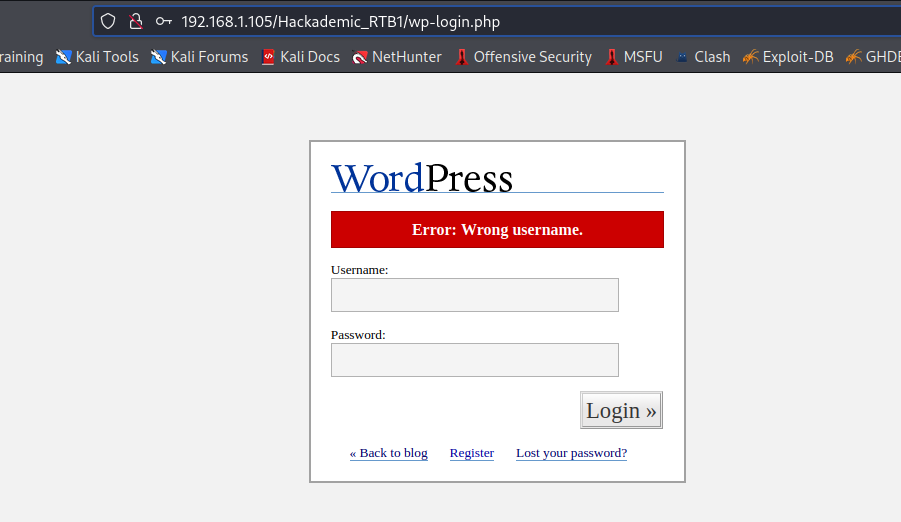 192.168.1.105/Hackademic_RTB1/wp-login.php
raining Kali Tools Kali Forums Kali Docs NetHunter Offensive Security MSFU Clash Exploit-DB GHDB
WordPress
Error: Wrong username.
Username:
Password:
Login »
« Back to blog Register Lost your password?